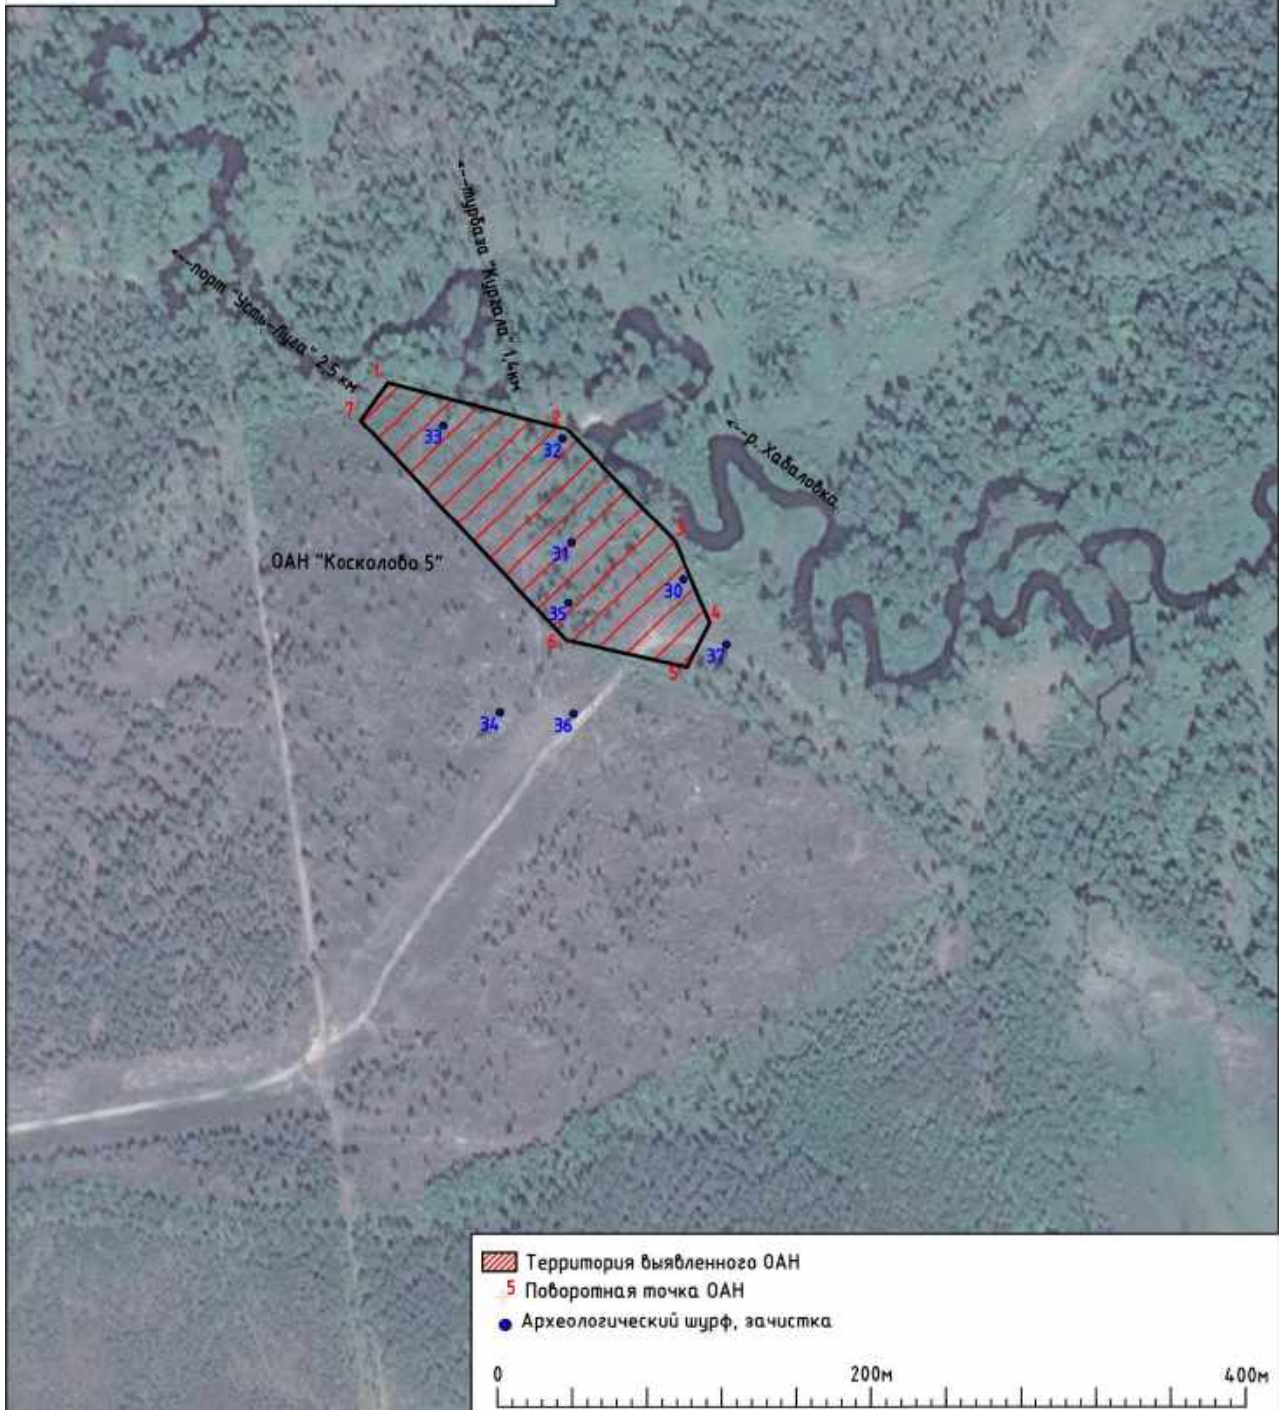 <---турбаза "Кургала" 1,4км
<---порт "Усть-Луга" 2,5 км
1
7
2
33
32
<---р. Хабаловка
3
31
ОАН "Косколово 5"
30
35
4
6
37
5
34
36
Территория выявленного ОАН
5 Поворотная точка ОАН
Археологический шурф, зачистка
0 200м 400м